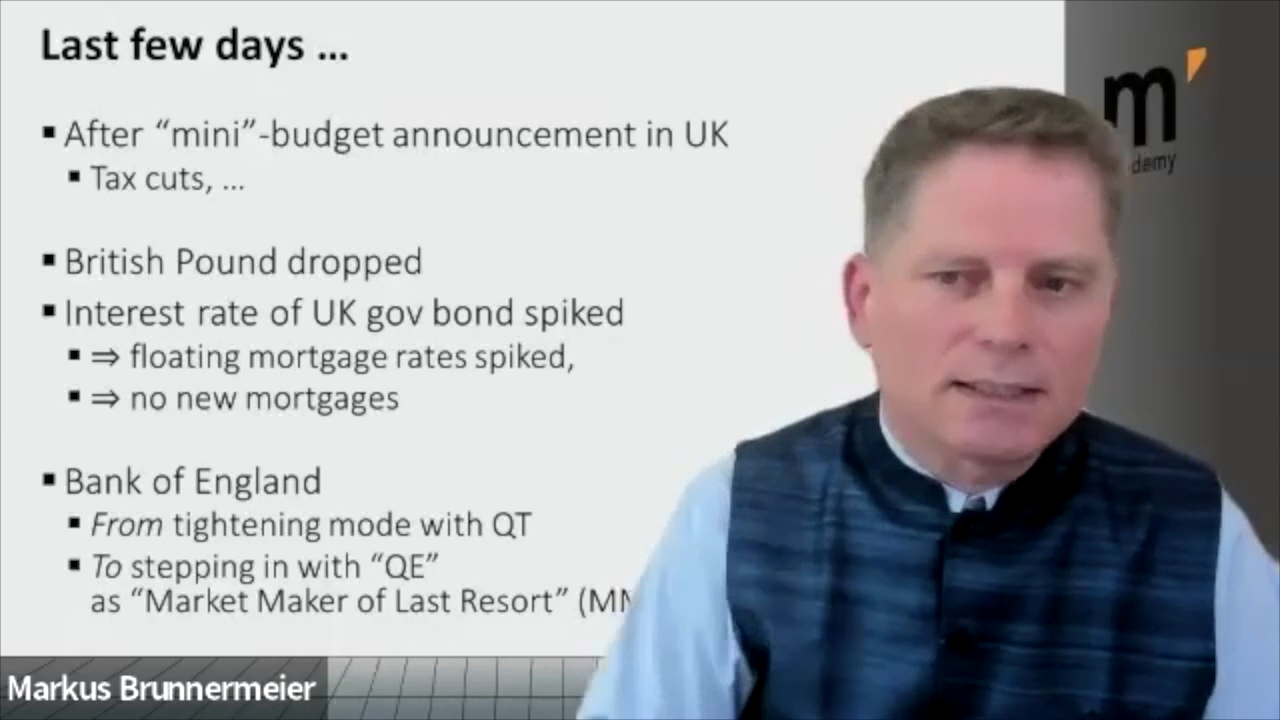 Last few days ...
After “mini”-budget announcement in UK
Tax cuts, ...
British Pound dropped
Interest rate of UK gov bond spiked
⇒ floating mortgage rates spiked,
⇒ no new mortgages
Bank of England
From tightening mode with QT
To stepping in with “QE”
as “Market Maker of Last Resort” (MM
m'
demy
Markus Brunnermeier